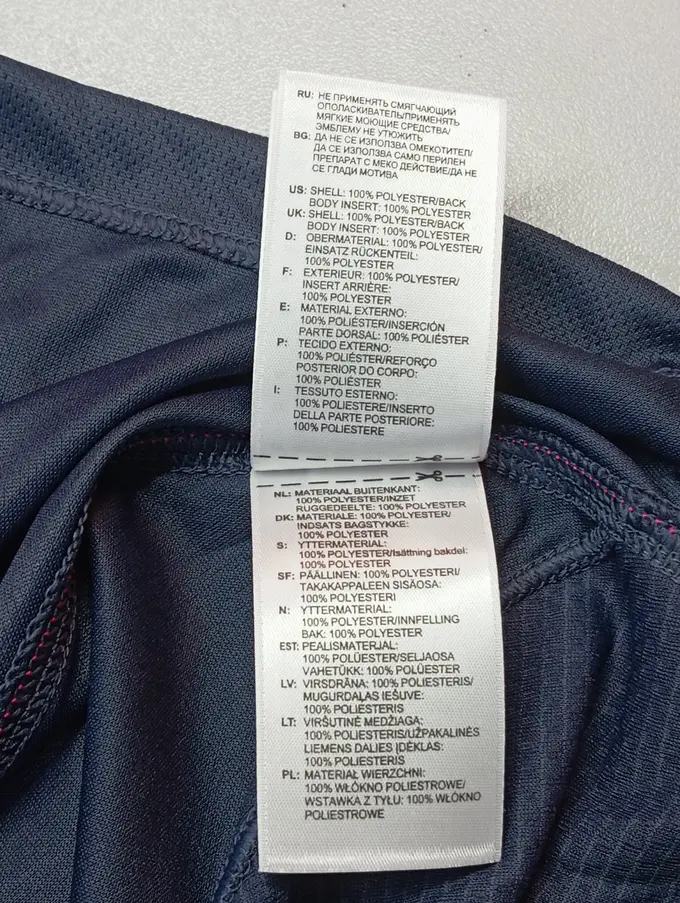 RU: НЕ ПРИМЕНЯТЬ СМЯГЧАЮЩИЙ
ОПОЛАСКИВАТЕЛЬ/ПРИМЕНЯТЬ
МЯГКИЕ МОЮЩИЕ СРЕДСТВА/
ЭМБЛЕМУ НЕ УТЮЖИТЬ
BG: ДА НЕ СЕ ИЗПОЛЗВА ОМЕКОТИТЕЛ/
ДА СЕ ИЗПОЛЗВА САМО ПЕРИЛЕН
ПРЕПАРАТ С МЕКО ДЕЙСТВИЕ/ДА НЕ
СЕ ГЛАДИ МОТИВА
US: SHELL: 100% POLYESTER/BACK
BODY INSERT: 100% POLYESTER
UK: SHELL: 100% POLYESTER/BACK
BODY INSERT: 100% POLYESTER
D: OBERMATERIAL: 100% POLYESTER/
EINSATZ RÜCKENTEIL:
100% POLYESTER
F: EXTERIEUR: 100% POLYESTER/
INSERT ARRIÈRE:
100% POLYESTER
E: MATERIAL EXTERNO:
100% POLIÉSTER/INSERCIÓN
PARTE DORSAL: 100% POLIÉSTER
P: TECIDO EXTERNO:
100% POLIÉSTER/REFORÇO
POSTERIOR DO CORPO:
100% POLIÉSTER
I: TESSUTO ESTERNO:
100% POLIESTERE/INSERTO
DELLA PARTE POSTERIORE:
100% POLIESTERE
NL: MATERIAAL BUITENKANT:
100% POLYESTER/INZET
RUGGEDEELTE: 100% POLYESTER
DK: MATERIALE: 100% POLYESTER/
INDSATS BAGSTYKKE:
100% POLYESTER
S: YTTERMATERIAL:
100% POLYESTER/Isättning bakdel:
100% POLYESTER
SF: PÄÄLLINEN: 100% POLYESTERI/
TAKAKAPPALEEN SISÄOSA:
100% POLYESTERI
N: YTTERMATERIAL:
100% POLYESTER/INNFELLING
BAK: 100% POLYESTER
EST: PEALISMATERJAL:
100% POLÜESTER/SELJAOSA
VAHETÜKK: 100% POLÜESTER
LV: VIRSDRĀNA: 100% POLIESTERIS/
MUGURDAĻAS IEŠUVE:
100% POLIESTERIS
LT: VIRŠUTINĖ MEDŽIAGA:
100% POLIESTERIS/UŽPAKALINĖS
LIEMENS DALIES ĮDĖKLAS:
100% POLIESTERIS
PL: MATERIAŁ WIERZCHNI:
100% WŁÓKNO POLIESTROWE/
WSTAWKA Z TYŁU: 100% WŁÓKNO
POLIESTROWE